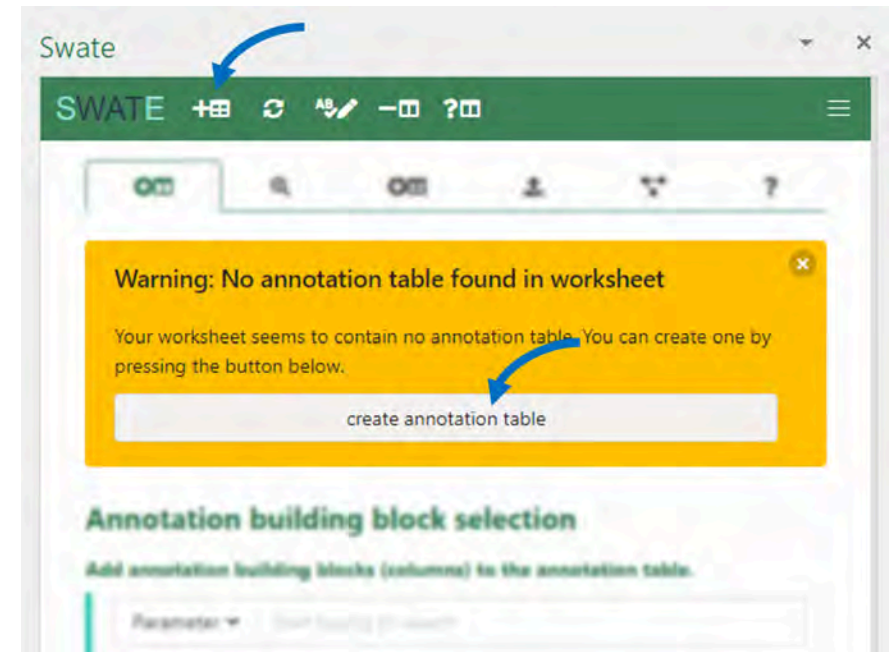 Swate
SWATE
Warning: No annotation table found in worksheet
Your worksheet seems to contain no annotation table. You can create one by
pressing the button below.
create annotation table
Annotation building block selection
Add annotation building blocks (columns) to the annotation table.
Parameter